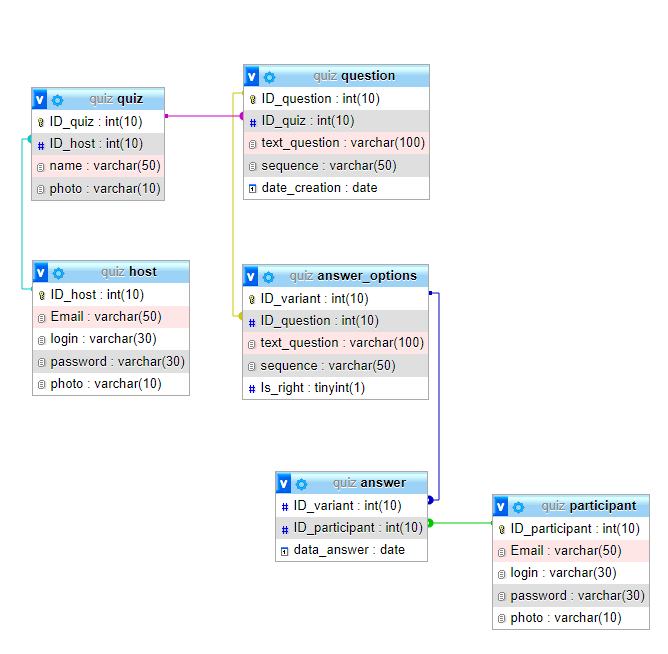 v quiz quiz
ID_quiz : int(10)
# ID_host : int(10)
name : varchar(50)
photo : varchar(10)
v quiz question
ID_question : int(10)
# ID_quiz : int(10)
text_question : varchar(100)
sequence : varchar(50)
date_creation : date
v quiz host
ID_host : int(10)
Email : varchar(50)
login : varchar(30)
password : varchar(30)
photo : varchar(10)
v quiz answer_options
ID_variant : int(10)
# ID_question : int(10)
text_question : varchar(100)
sequence : varchar(50)
# Is_right : tinyint(1)
v quiz answer
# ID_variant : int(10)
# ID_participant : int(10)
data_answer : date
v quiz participant
ID_participant : int(10)
Email : varchar(50)
login : varchar(30)
password : varchar(30)
photo : varchar(10)